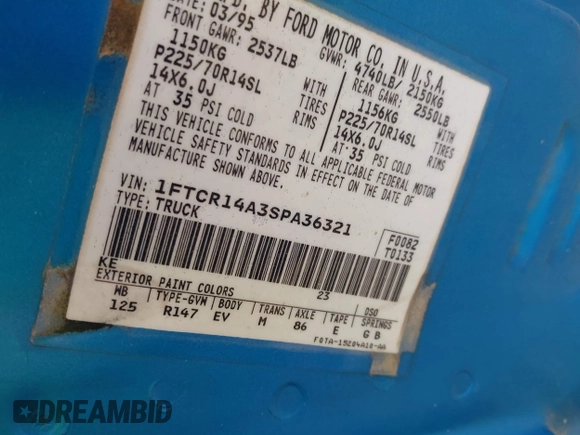 D. BY FORD MOTOR CO. IN U.S.A.
DATE: 03/95 GVWR: 4740LB/ 2150KG
FRONT GAWR: 2537LB REAR GAWR: 2550LB
1150KG WITH 1156KG WITH
P225/70R14SL TIRES P225/70R14SL TIRES
14X6.0J RIMS 14X6.0J RIMS
AT 35 PSI COLD AT 35 PSI COLD
THIS VEHICLE CONFORMS TO ALL APPLICABLE FEDERAL MOTOR
VEHICLE SAFETY STANDARDS IN EFFECT ON THE DATE OF
MANUFACTURE SHOWN ABOVE.
VIN: 1FTCR14A3SPA36321
TYPE: TRUCK
F0082
T0133
KE 23
EXTERIOR PAINT COLORS DSO
WB TYPE-GVM BODY TRANS AXLE TAPE SPRINGS
125 R147 EV M 86 E G B
DREAMBID